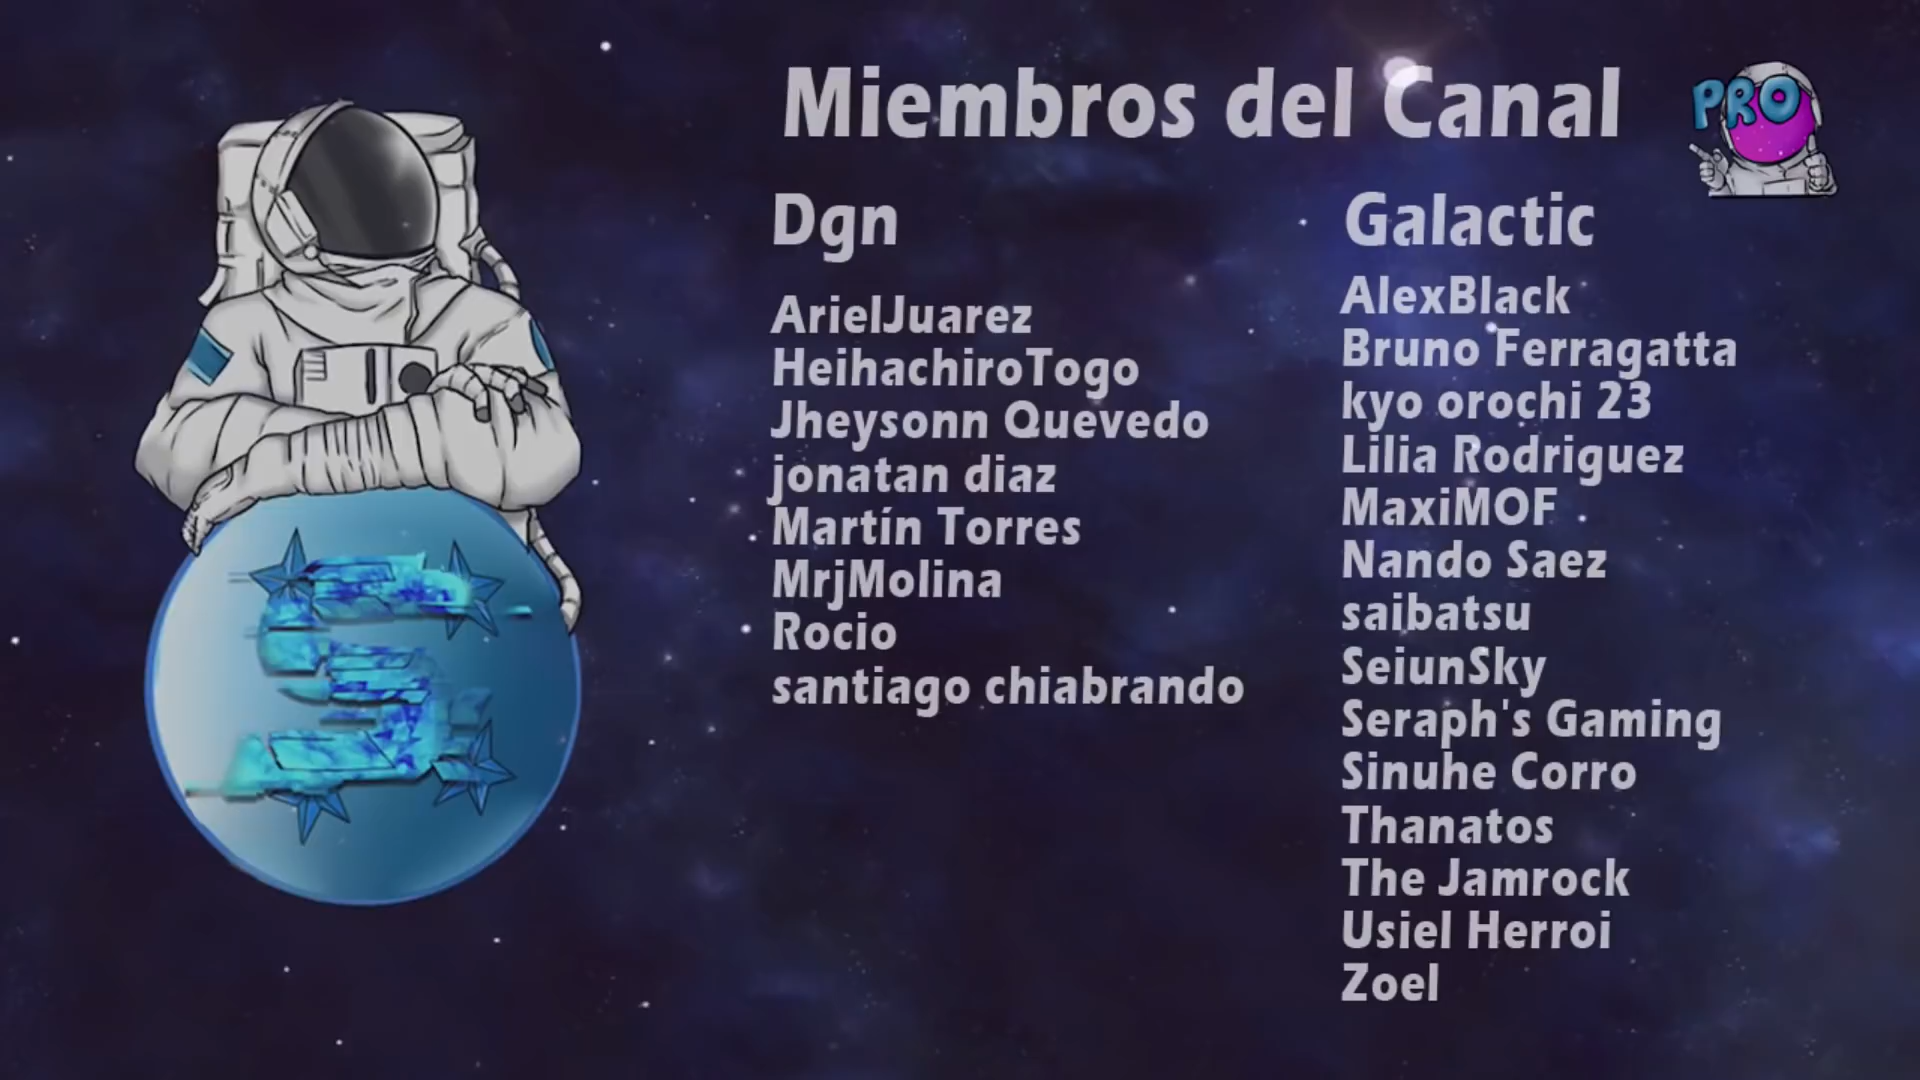 Miembros del Canal
PRO
Dgn
ArielJuarez
HeihachiroTogo
Jheysonn Quevedo
jonatan diaz
Martín Torres
MrjMolina
Rocio
santiago chiabrando
Galactic
AlexBlack
Bruno Ferragatta
kyo orochi 23
Lilia Rodriguez
MaxiMOF
Nando Saez
saibatsu
SeiunSky
Seraph's Gaming
Sinuhe Corro
Thanatos
The Jamrock
Usiel Herroi
Zoel
S